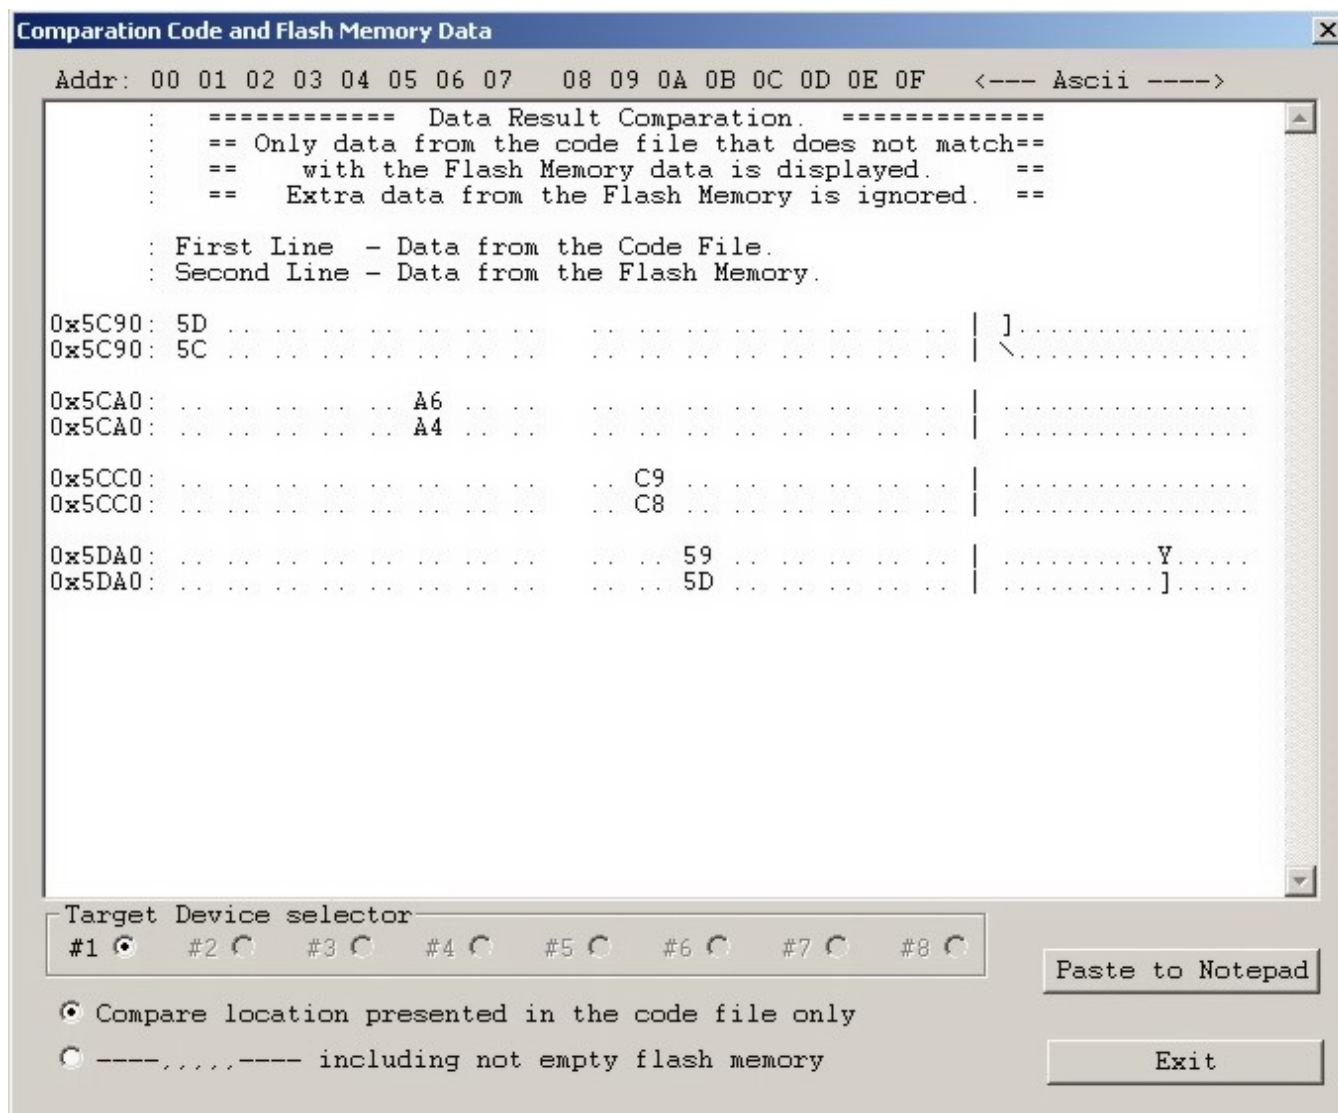 Comparation Code and Flash Memory Data
Addr: 00 01 02 03 04 05 06 07 08 09 0A 0B 0C 0D 0E 0F <--- Ascii ---->
: ============ Data Result Comparation. =============
: == Only data from the code file that does not match==
: == with the Flash Memory data is displayed. ==
: == Extra data from the Flash Memory is ignored. ==
: First Line - Data from the Code File.
: Second Line - Data from the Flash Memory.
0x5C90: 5D .. .. .. .. .. .. .. .. .. .. .. .. .. .. .. | ]...............
0x5C90: 5C .. .. .. .. .. .. .. .. .. .. .. .. .. .. .. | \...............
0x5CA0: .. .. .. .. .. A6 .. .. .. .. .. .. .. .. .. .. | ................
0x5CA0: .. .. .. .. .. A4 .. .. .. .. .. .. .. .. .. .. | ................
0x5CC0: .. .. .. .. .. .. .. .. .. C9 .. .. .. .. .. .. | ................
0x5CC0: .. .. .. .. .. .. .. .. .. C8 .. .. .. .. .. .. | ................
0x5DA0: .. .. .. .. .. .. .. .. .. .. 59 .. .. .. .. .. | ..........Y.....
0x5DA0: .. .. .. .. .. .. .. .. .. .. 5D .. .. .. .. .. | ..........].....
Target Device selector
#1 #2 #3 #4 #5 #6 #7 #8
Paste to Notepad
Compare location presented in the code file only
----,,,,,---- including not empty flash memory
Exit